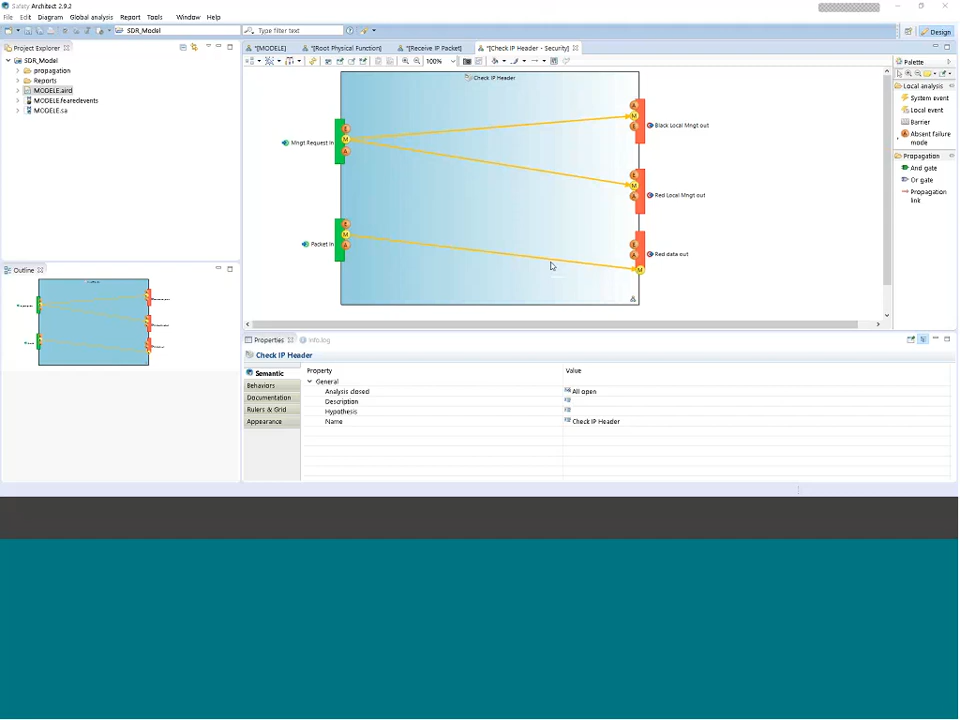 Safety Architect 2.9.2
File Edit Diagram Global analysis Report Tools Window Help
SDR_Model
Type filter text
Design
Project Explorer
SDR_Model
propagation
Reports
MODELE.aird
MODELE.fearedevents
MODELE.sa
Outline
*[MODELE]
*[Root Physical Function]
*[Receive IP Packet]
*[Check IP Header - Security]
100%
Check IP Header
Mngt Request In
E
M
A
Packet In
E
M
A
A
M
E
Black Local Mngt out
E
M
A
Red Local Mngt out
E
A
M
Red data out
Palette
Local analysis
System event
Local event
Barrier
Absent failure
mode
Propagation
And gate
Or gate
Propagation
link
Properties
Info.log
Check IP Header
Semantic
Behaviors
Documentation
Rulers & Grid
Appearance
Property Value
General
Analysis closed All open
Description
Hypothesis
Name Check IP Header